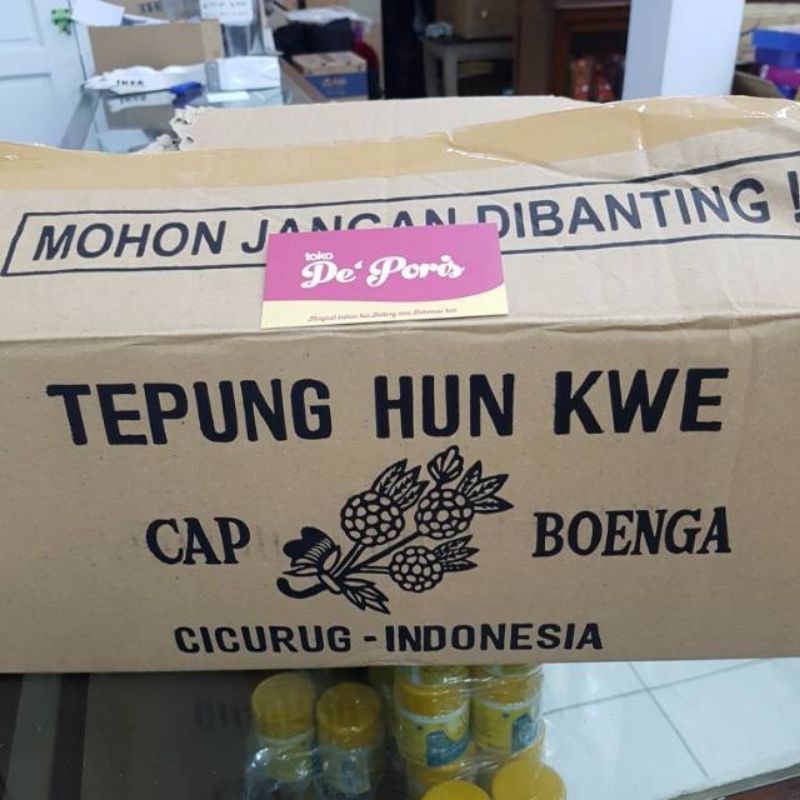 MOHON JANGAN DIBANTING !
toko
De' Poris
TEPUNG HUN KWE
CAP BOENGA
CICURUG - INDONESIA